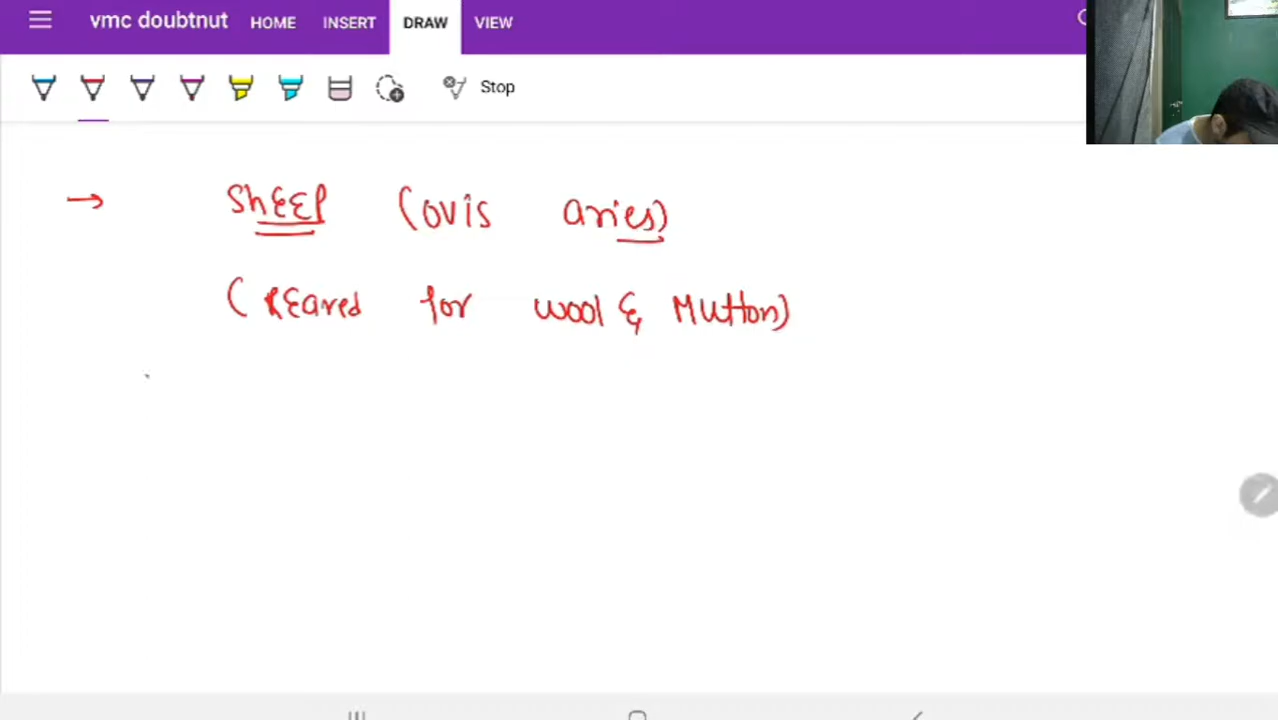 vmc doubtnut HOME INSERT DRAW VIEW
Stop
→ Sheep (ovis aries)
(Reared for wool & Mutton)